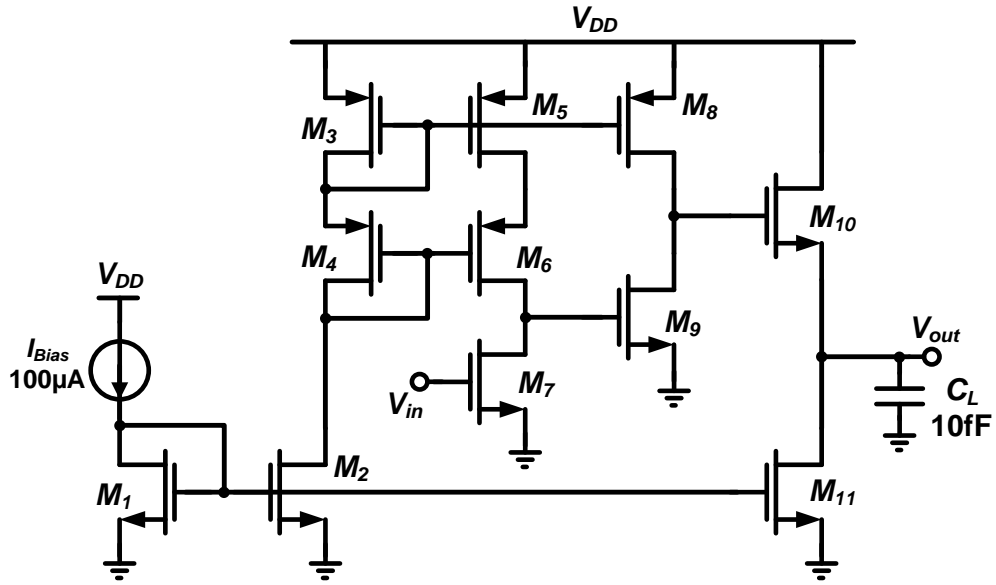 V_DD
M_3
M_5
M_8
M_4
M_6
M_10
V_DD
I_Bias
100µA
M_9
V_out
V_in
M_7
C_L
10fF
M_1
M_2
M_11